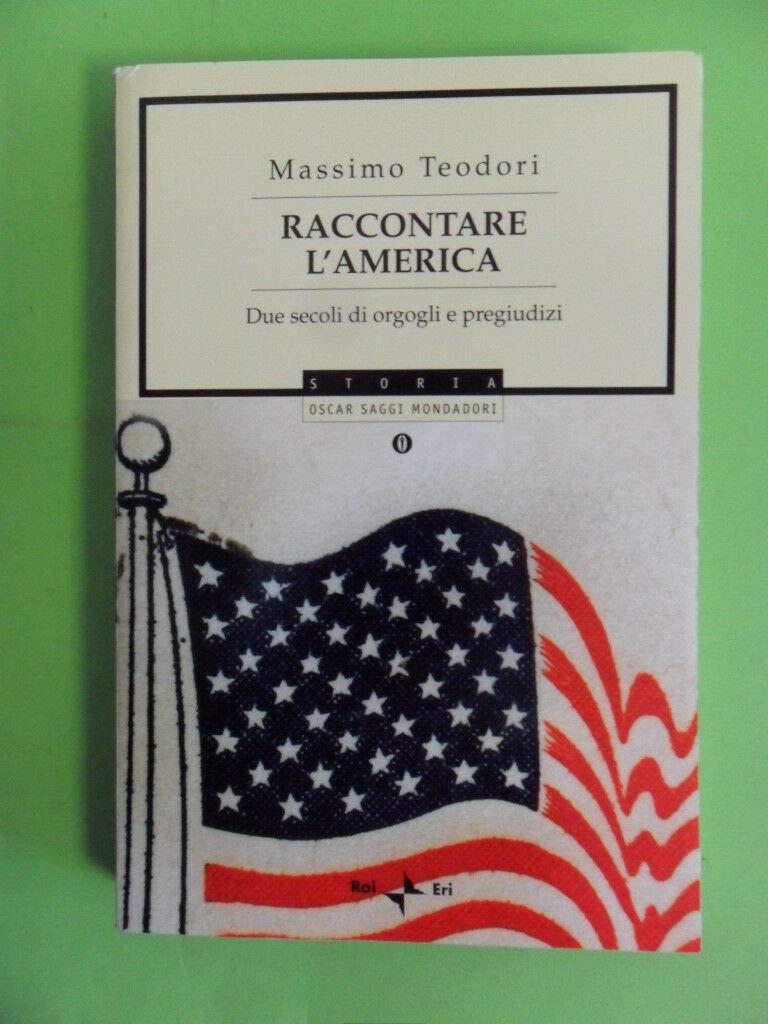 Massimo Teodori
RACCONTARE
L'AMERICA
Due secoli di orgogli e pregiudizi
STORIA
OSCAR SAGGI MONDADORI
Rai Eri